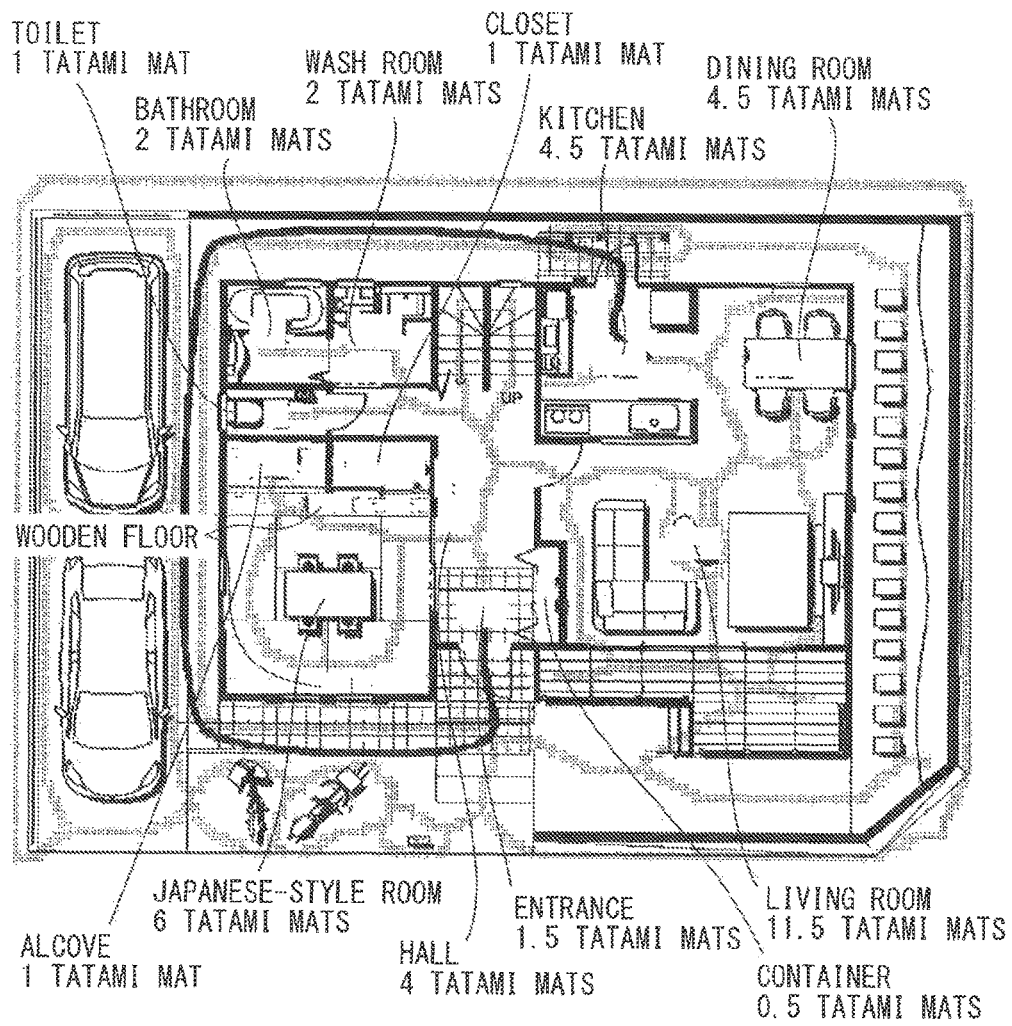 TOILET
1 TATAMI MAT
BATHROOM
2 TATAMI MATS
WASH ROOM
2 TATAMI MATS
CLOSET
1 TATAMI MAT
KITCHEN
4.5 TATAMI MATS
DINING ROOM
4.5 TATAMI MATS
UP
WOODEN FLOOR
JAPANESE-STYLE ROOM
6 TATAMI MATS
ALCOVE
1 TATAMI MAT
HALL
4 TATAMI MATS
ENTRANCE
1.5 TATAMI MATS
LIVING ROOM
11.5 TATAMI MATS
CONTAINER
0.5 TATAMI MATS